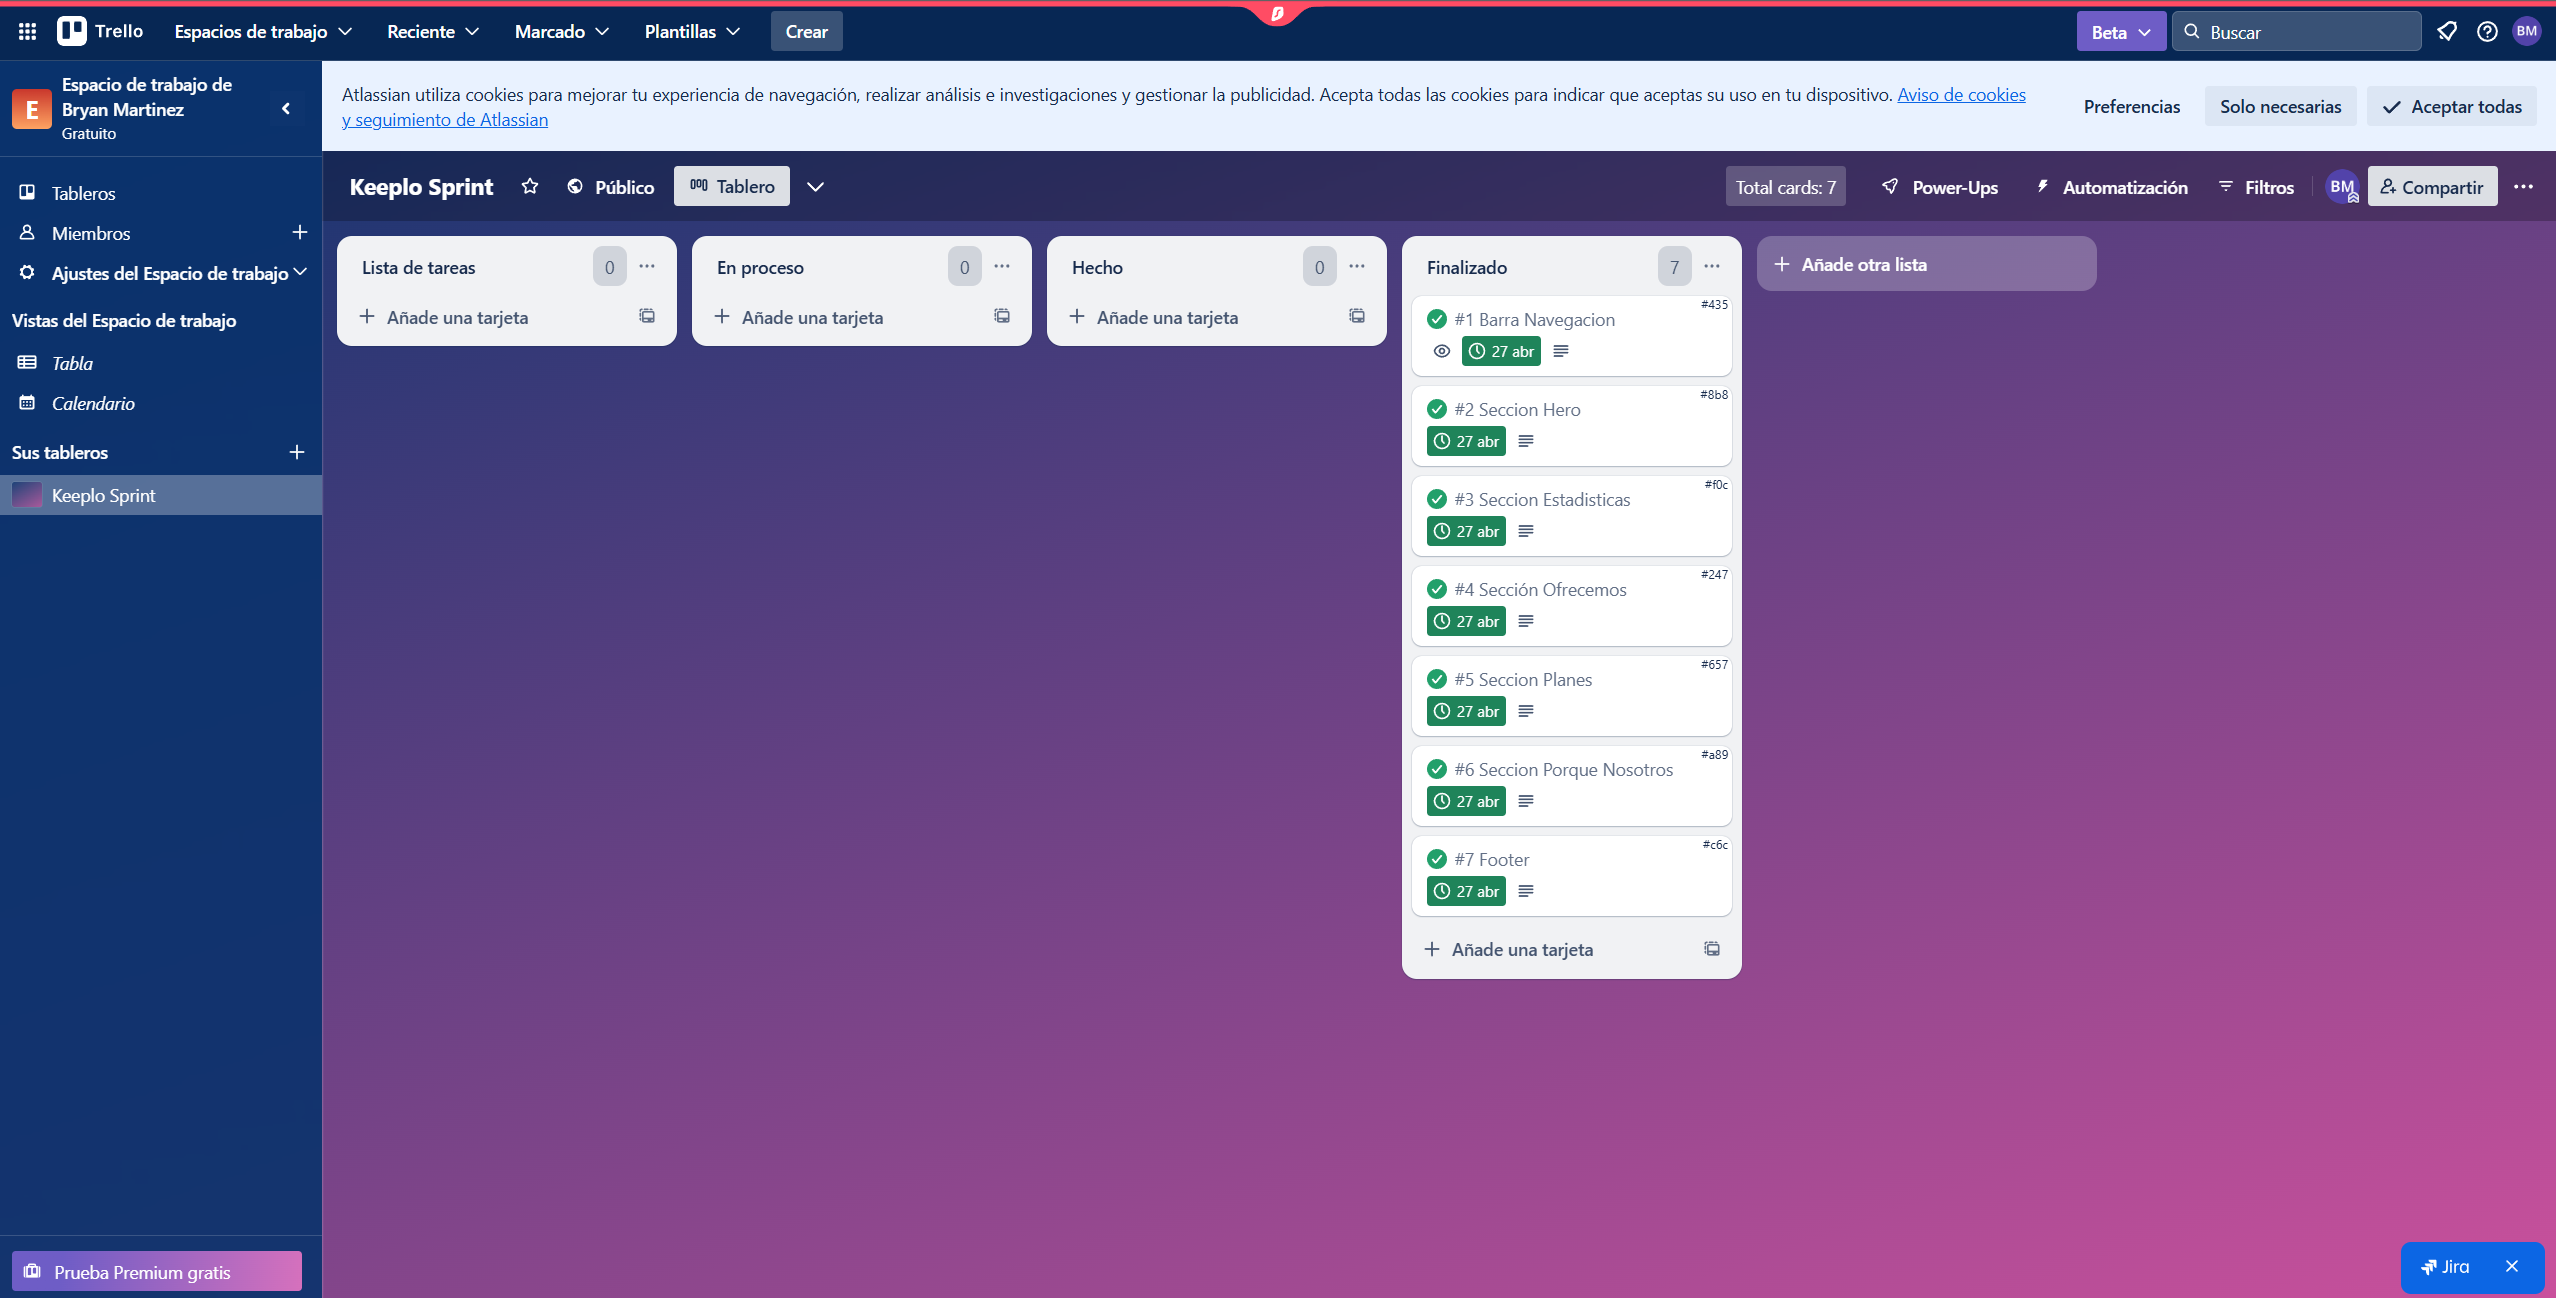 Trello
Espacios de trabajo
Reciente
Marcado
Plantillas
Crear
Beta
Buscar
BM
E
Espacio de trabajo de
Bryan Martinez
Gratuito
Atlassian utiliza cookies para mejorar tu experiencia de navegación, realizar análisis e investigaciones y gestionar la publicidad. Acepta todas las cookies para indicar que aceptas su uso en tu dispositivo. Aviso de cookies
y seguimiento de Atlassian
Preferencias
Solo necesarias
Aceptar todas
Tableros
Miembros
Ajustes del Espacio de trabajo
Vistas del Espacio de trabajo
Tabla
Calendario
Sus tableros
Keeplo Sprint
Prueba Premium gratis
Keeplo Sprint
Público
Tablero
Total cards: 7
Power-Ups
Automatización
Filtros
BM
Compartir
Lista de tareas
0
Añade una tarjeta
En proceso
0
Añade una tarjeta
Hecho
0
Añade una tarjeta
Finalizado
7
#435
#1 Barra Navegacion
27 abr
#8b8
#2 Seccion Hero
27 abr
#f0c
#3 Seccion Estadisticas
27 abr
#247
#4 Sección Ofrecemos
27 abr
#657
#5 Seccion Planes
27 abr
#a89
#6 Seccion Porque Nosotros
27 abr
#c6c
#7 Footer
27 abr
Añade una tarjeta
Añade otra lista
Jira